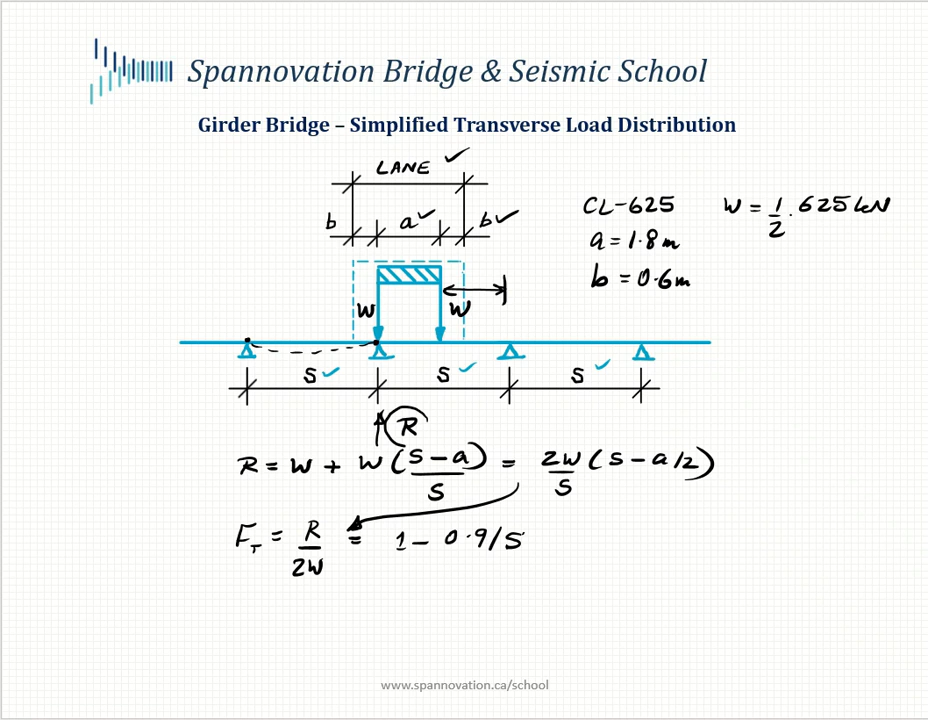 Spannovation Bridge & Seismic School
Girder Bridge – Simplified Transverse Load Distribution
LANE ✓
b a ✓ b ✓
CL-625 W = 1/2 . 625 kN
a = 1.8 m
b = 0.6 m
W W
S ✓ S ✓ S ✓
R
R = W + W (S - a)/S = 2W/S (S - a/2)
F_T = R/2W = 1 - 0.9/S
www.spannovation.ca/school